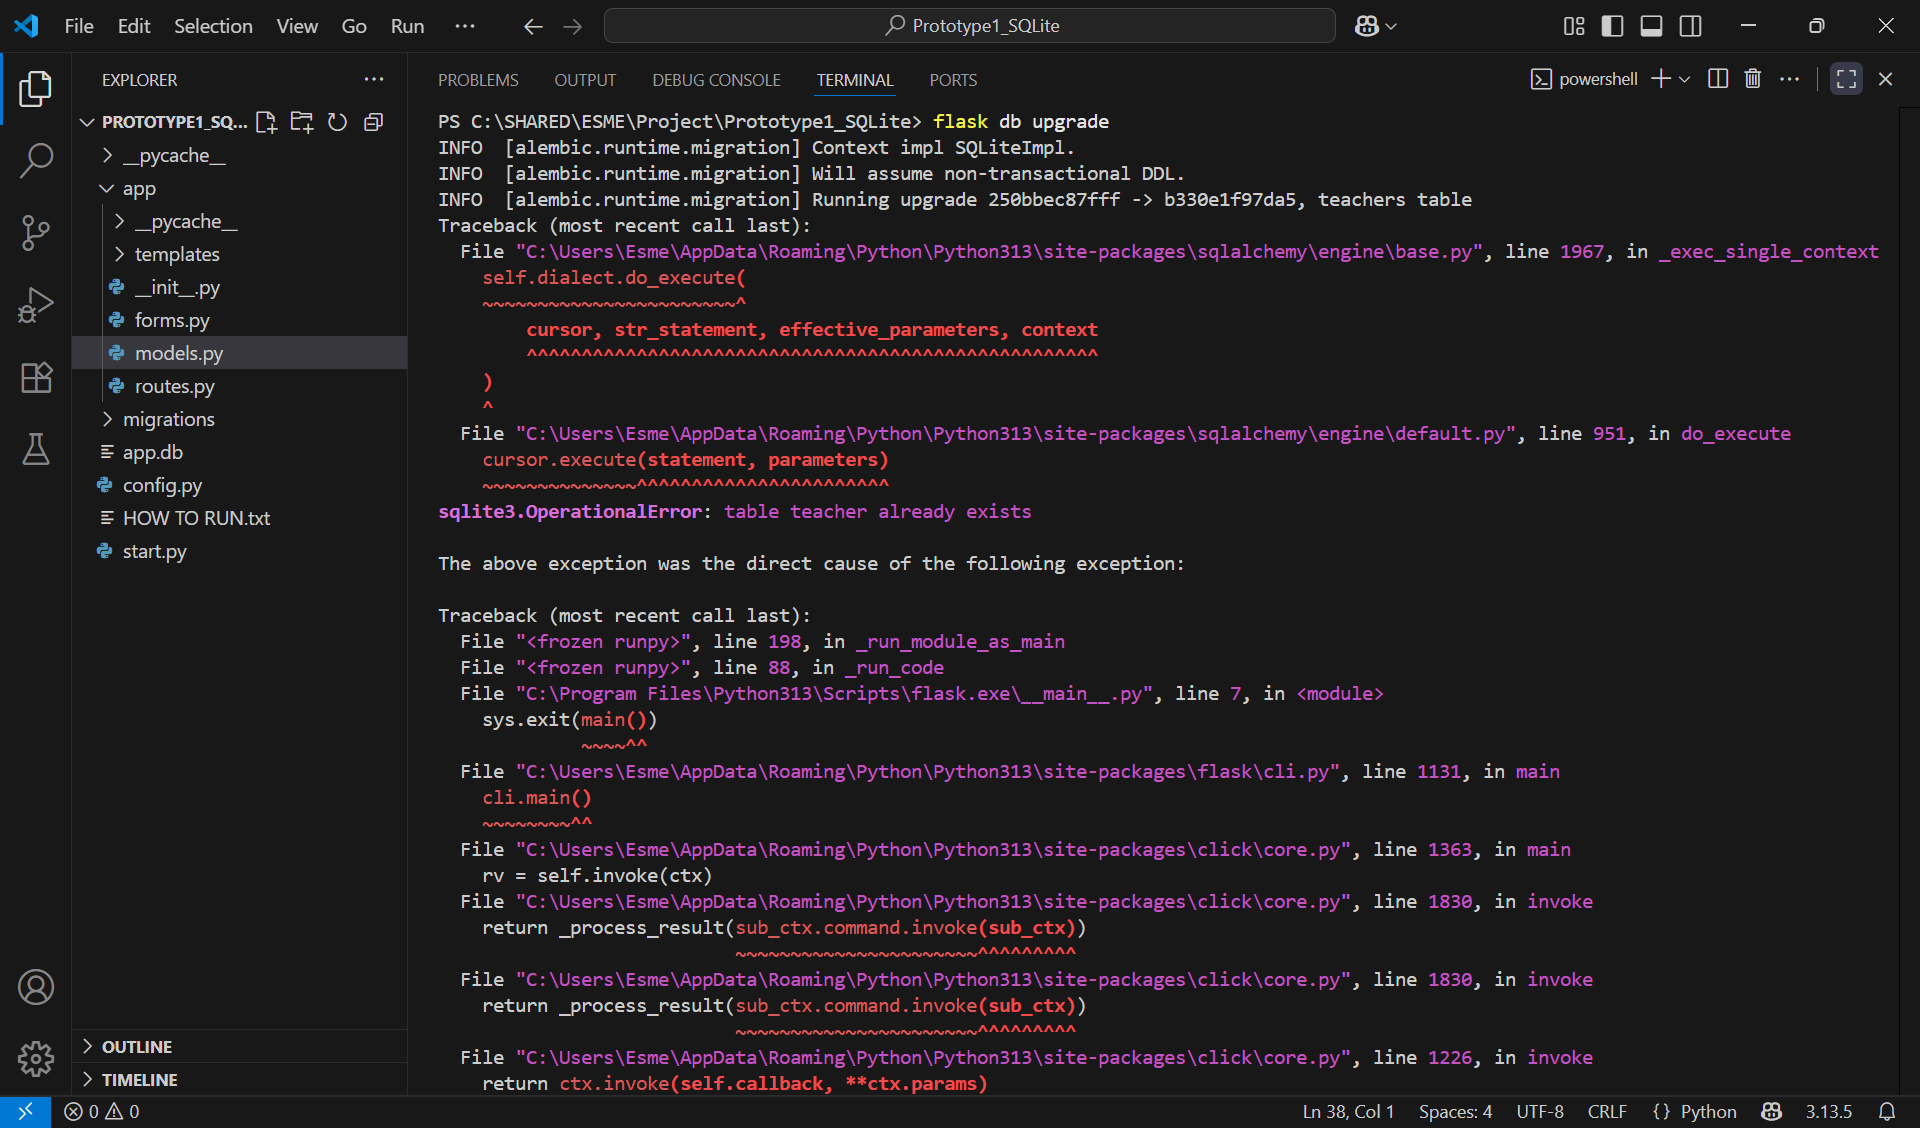 File Edit Selection View Go Run ··· Prototype1_SQLite
EXPLORER ···
PROTOTYPE1_SQ...
__pycache__
app
__pycache__
templates
__init__.py
forms.py
models.py
routes.py
migrations
app.db
config.py
HOW TO RUN.txt
start.py
OUTLINE
TIMELINE
PROBLEMS OUTPUT DEBUG CONSOLE TERMINAL PORTS powershell
PS C:\SHARED\ESME\Project\Prototype1_SQLite> flask db upgrade
INFO  [alembic.runtime.migration] Context impl SQLiteImpl.
INFO  [alembic.runtime.migration] Will assume non-transactional DDL.
INFO  [alembic.runtime.migration] Running upgrade 250bbec87fff -> b330e1f97da5, teachers table
Traceback (most recent call last):
  File "C:\Users\Esme\AppData\Roaming\Python\Python313\site-packages\sqlalchemy\engine\base.py", line 1967, in _exec_single_context
    self.dialect.do_execute(
    ~~~~~~~~~~~~~~~~~~~~~~~^
        cursor, str_statement, effective_parameters, context
        ^^^^^^^^^^^^^^^^^^^^^^^^^^^^^^^^^^^^^^^^^^^^^^^^^^^^
    )
    ^
  File "C:\Users\Esme\AppData\Roaming\Python\Python313\site-packages\sqlalchemy\engine\default.py", line 951, in do_execute
    cursor.execute(statement, parameters)
    ~~~~~~~~~~~~~~^^^^^^^^^^^^^^^^^^^^^^^
sqlite3.OperationalError: table teacher already exists
The above exception was the direct cause of the following exception:
Traceback (most recent call last):
  File "<frozen runpy>", line 198, in _run_module_as_main
  File "<frozen runpy>", line 88, in _run_code
  File "C:\Program Files\Python313\Scripts\flask.exe\__main__.py", line 7, in <module>
    sys.exit(main())
             ~~~~^^
  File "C:\Users\Esme\AppData\Roaming\Python\Python313\site-packages\flask\cli.py", line 1131, in main
    cli.main()
    ~~~~~~~~^^
  File "C:\Users\Esme\AppData\Roaming\Python\Python313\site-packages\click\core.py", line 1363, in main
    rv = self.invoke(ctx)
  File "C:\Users\Esme\AppData\Roaming\Python\Python313\site-packages\click\core.py", line 1830, in invoke
    return _process_result(sub_ctx.command.invoke(sub_ctx))
                           ~~~~~~~~~~~~~~~~~~~~~~^^^^^^^^^
  File "C:\Users\Esme\AppData\Roaming\Python\Python313\site-packages\click\core.py", line 1830, in invoke
    return _process_result(sub_ctx.command.invoke(sub_ctx))
                           ~~~~~~~~~~~~~~~~~~~~~~^^^^^^^^^
  File "C:\Users\Esme\AppData\Roaming\Python\Python313\site-packages\click\core.py", line 1226, in invoke
    return ctx.invoke(self.callback, **ctx.params)
0 0 Ln 38, Col 1 Spaces: 4 UTF-8 CRLF {} Python 3.13.5